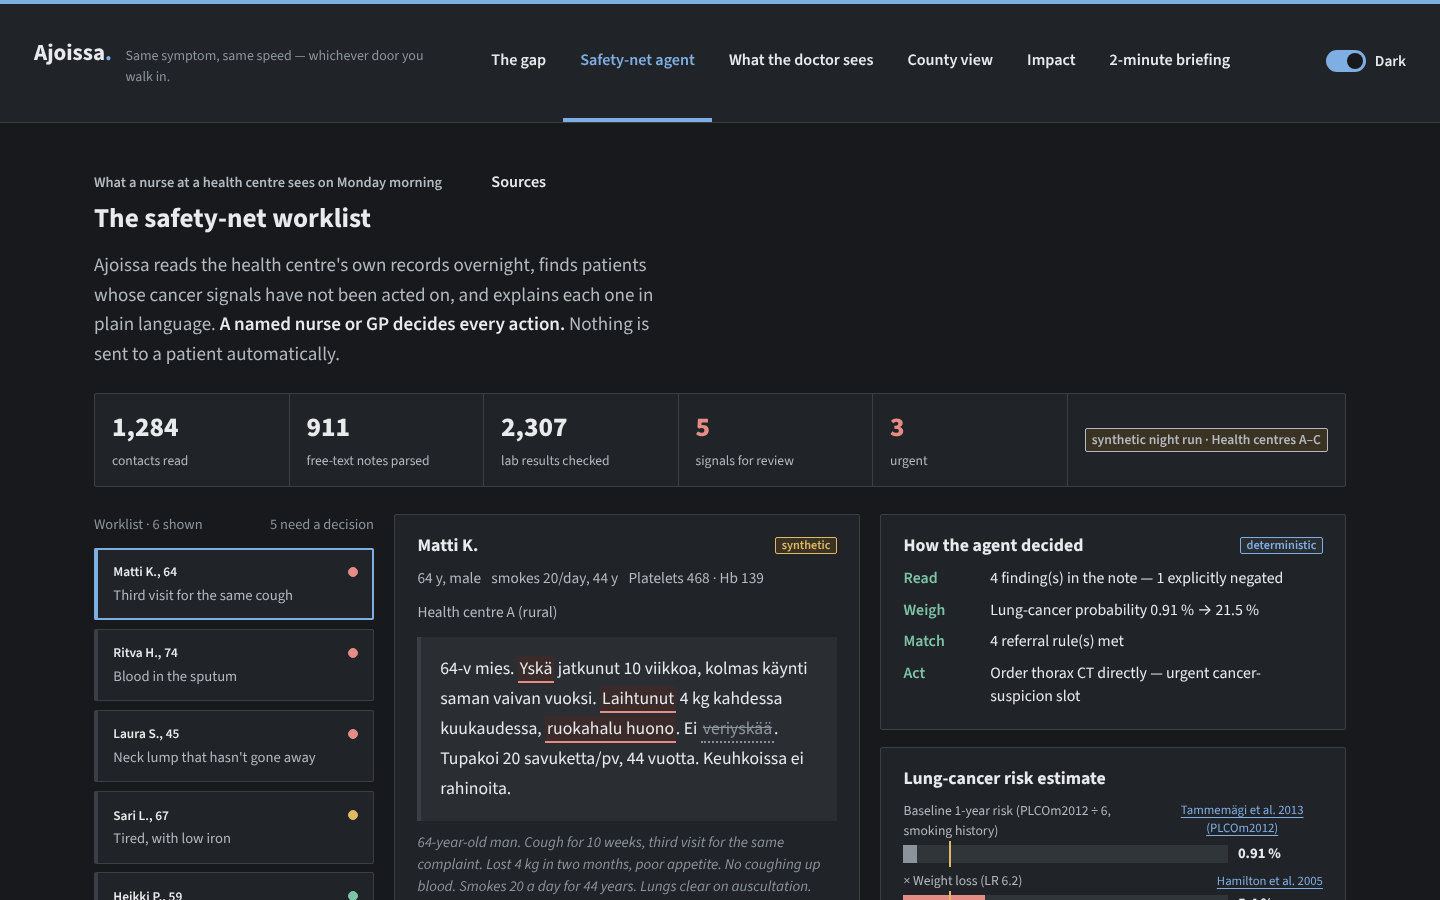 Ajoissa.
Same symptom, same speed — whichever door you
walk in.
The gap
Safety-net agent
What the doctor sees
County view
Impact
2-minute briefing
Dark
What a nurse at a health centre sees on Monday morning
Sources
The safety-net worklist
Ajoissa reads the health centre's own records overnight, finds patients
whose cancer signals have not been acted on, and explains each one in
plain language. A named nurse or GP decides every action. Nothing is
sent to a patient automatically.
1,284
contacts read
911
free-text notes parsed
2,307
lab results checked
5
signals for review
3
urgent
synthetic night run · Health centres A–C
Worklist · 6 shown
5 need a decision
Matti K., 64
Third visit for the same cough
Ritva H., 74
Blood in the sputum
Laura S., 45
Neck lump that hasn't gone away
Sari L., 67
Tired, with low iron
Heikki P., 59
Matti K.
synthetic
64 y, male smokes 20/day, 44 y Platelets 468 · Hb 139
Health centre A (rural)
64-v mies. Yskä jatkunut 10 viikkoa, kolmas käynti
saman vaivan vuoksi. Laihtunut 4 kg kahdessa
kuukaudessa, ruokahalu huono. Ei veriyskää.
Tupakoi 20 savuketta/pv, 44 vuotta. Keuhkoissa ei
rahinoita.
64-year-old man. Cough for 10 weeks, third visit for the same
complaint. Lost 4 kg in two months, poor appetite. No coughing up
blood. Smokes 20 a day for 44 years. Lungs clear on auscultation.
How the agent decided
deterministic
Read 4 finding(s) in the note — 1 explicitly negated
Weigh Lung-cancer probability 0.91 % → 21.5 %
Match 4 referral rule(s) met
Act Order thorax CT directly — urgent cancer-
suspicion slot
Lung-cancer risk estimate
Baseline 1-year risk (PLCOm2012 ÷ 6,
smoking history)
Tammemägi et al. 2013
(PLCOm2012)
0.91 %
× Weight loss (LR 6.2)
Hamilton et al. 2005